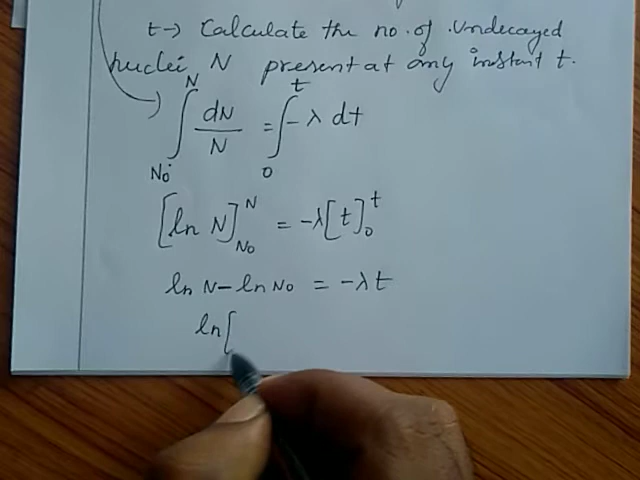 t→ Calculate the no. of undecayed
nuclei N present at any instant t.
∫_{N₀}^{N} dN/N = ∫_{0}^{t} -λ dt
[ln N]_{N₀}^{N} = -λ[t]_{0}^{t}
ln N - ln N₀ = -λt
ln[